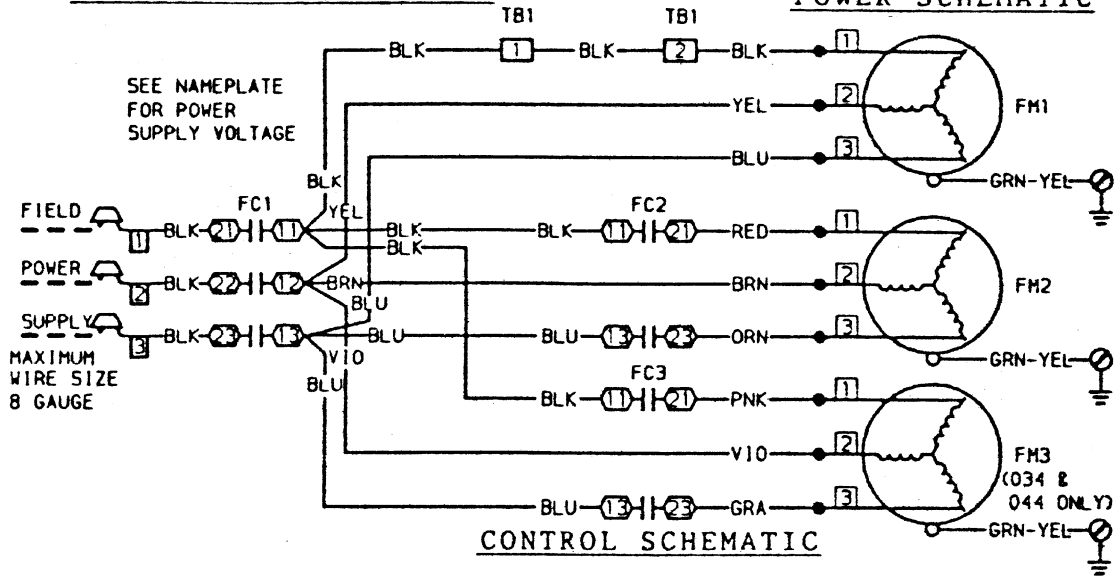 POWER SCHEMATIC
TB1 TB1
BLK 1 BLK 2 BLK 1
SEE NAMEPLATE
FOR POWER
SUPPLY VOLTAGE
YEL 2 FM1
BLU 3
BLK
GRN-YEL
FIELD FC1 YEL FC2
1 BLK 21 11 BLK BLK 11 21 RED 1
BLK
POWER
2 BLK 22 12 BRN BRN 2 FM2
BLU
SUPPLY
3 BLK 23 13 BLU BLU 13 23 ORN 3
VIO
GRN-YEL
MAXIMUM
WIRE SIZE
8 GAUGE
BLU
FC3
BLK 11 21 PNK 1
VIO 2 FM3
(034 &
044 ONLY)
BLU 13 23 GRA 3
GRN-YEL
CONTROL SCHEMATIC